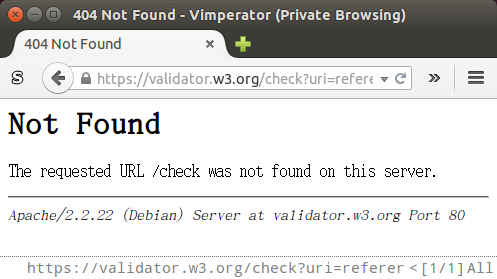 404 Not Found - Vimperator (Private Browsing)
404 Not Found
S
https://validator.w3.org/check?uri=refere
Not Found
The requested URL /check was not found on this server.
Apache/2.2.22 (Debian) Server at validator.w3.org Port 80
https://validator.w3.org/check?uri=referer <[1/1] All